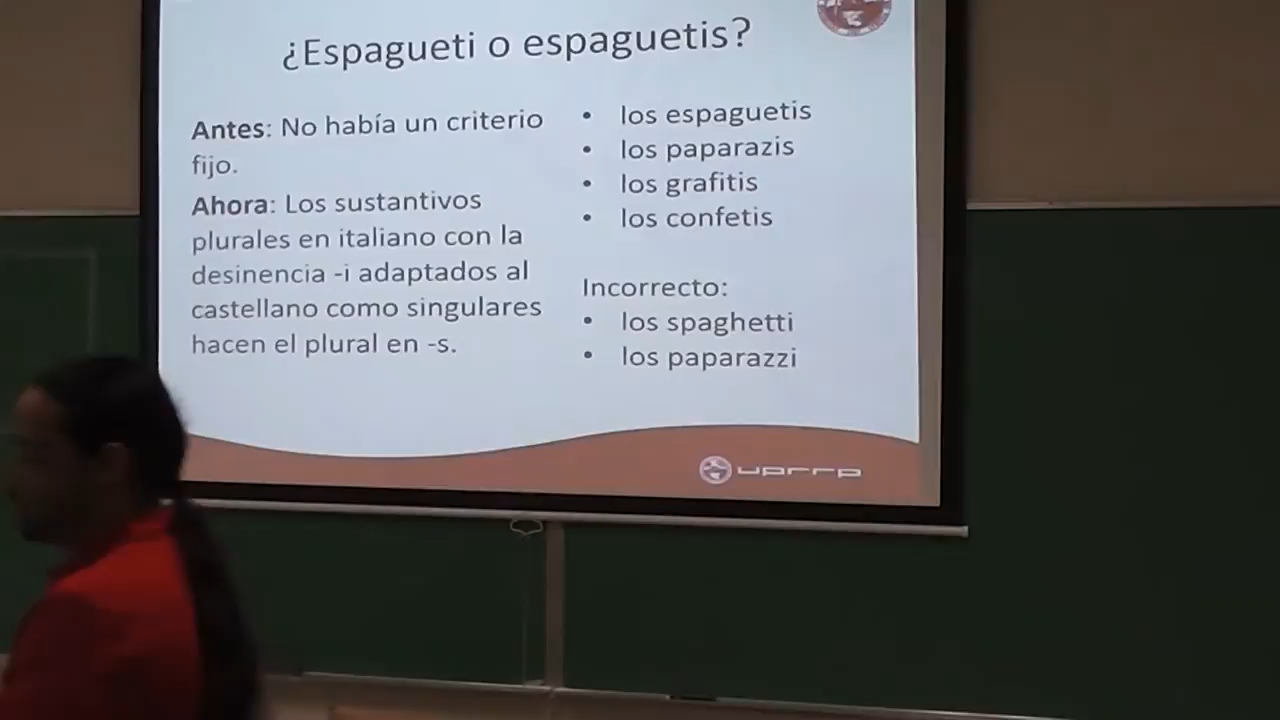 ¿Espagueti o espaguetis?
Antes: No había un criterio
fijo.
Ahora: Los sustantivos
plurales en italiano con la
desinencia -i adaptados al
castellano como singulares
hacen el plural en -s.
• los espaguetis
• los paparazis
• los grafitis
• los confetis
Incorrecto:
• los spaghetti
• los paparazzi
uprrp